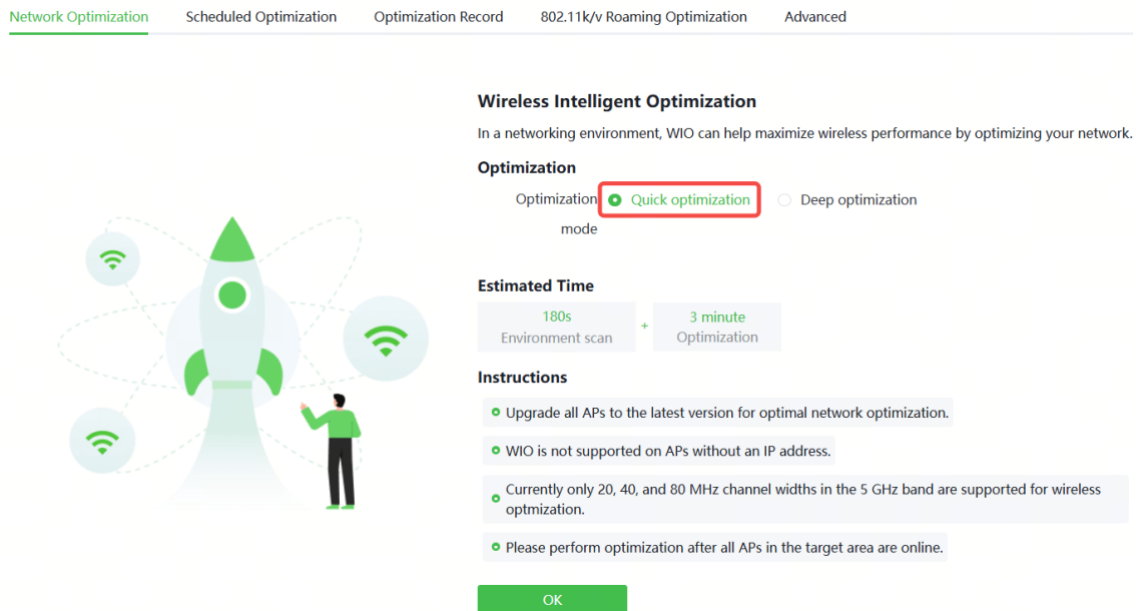 Network Optimization Scheduled Optimization Optimization Record 802.11k/v Roaming Optimization Advanced
Wireless Intelligent Optimization
In a networking environment, WIO can help maximize wireless performance by optimizing your network.
Optimization
Optimization Quick optimization Deep optimization
mode
Estimated Time
180s + 3 minute
Environment scan Optimization
Instructions
Upgrade all APs to the latest version for optimal network optimization.
WIO is not supported on APs without an IP address.
Currently only 20, 40, and 80 MHz channel widths in the 5 GHz band are supported for wireless
optmization.
Please perform optimization after all APs in the target area are online.
OK